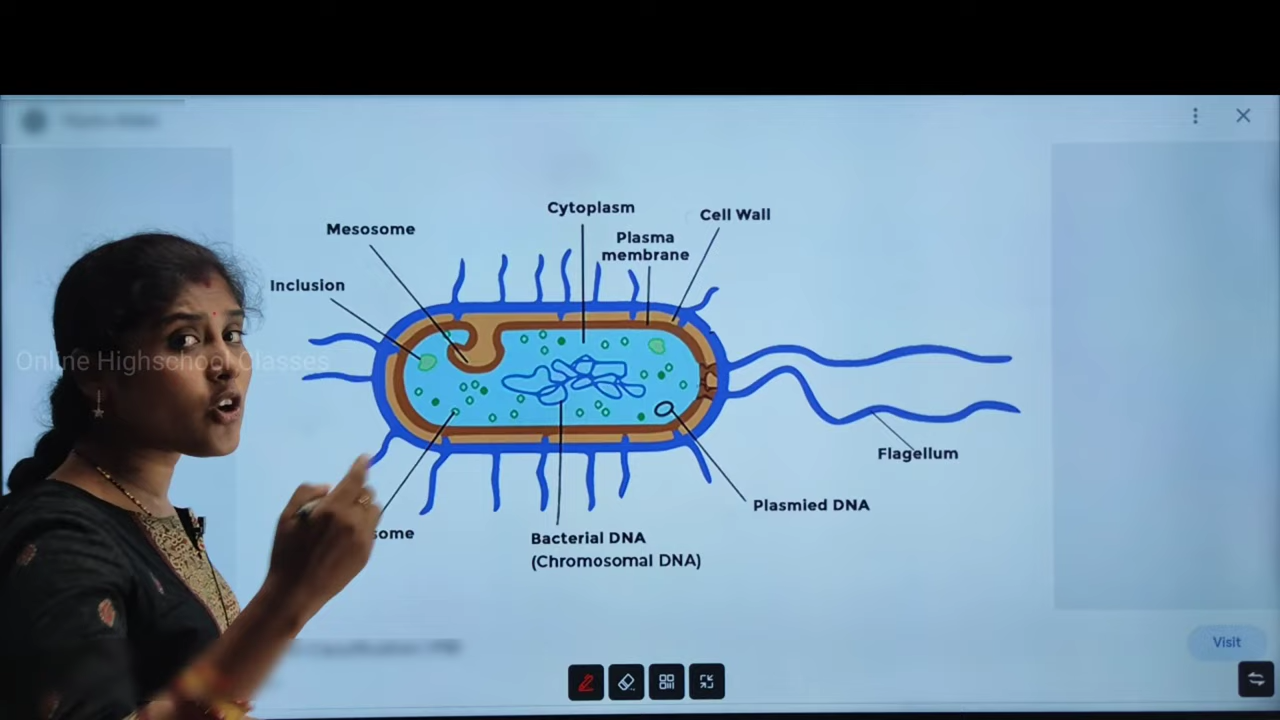 Cytoplasm
Cell Wall
Mesosome
Plasma
membrane
Inclusion
Online Highschool Classes
Flagellum
Plasmied DNA
some
Bacterial DNA
(Chromosomal DNA)
Visit